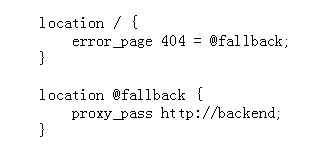 location / {
    error_page 404 = @fallback;
}

location @fallback {
    proxy_pass http://backend;
}